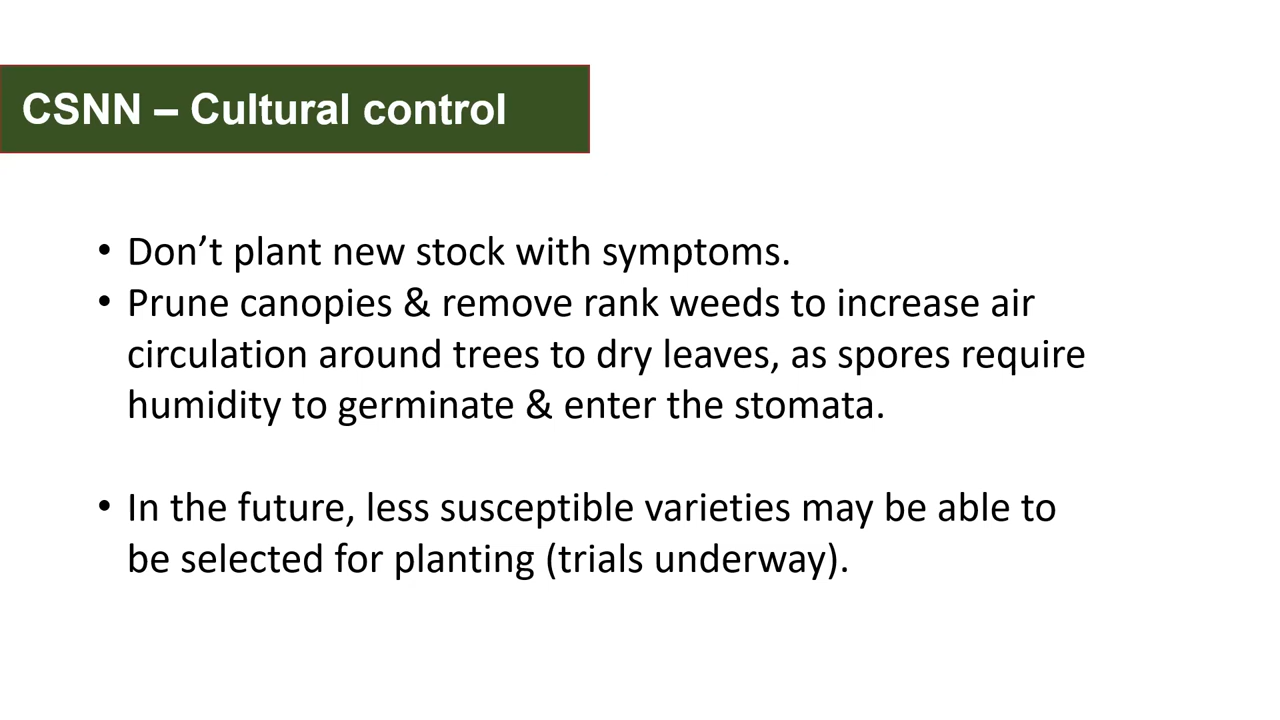 CSNN – Cultural control
• Don’t plant new stock with symptoms.
• Prune canopies & remove rank weeds to increase air
circulation around trees to dry leaves, as spores require
humidity to germinate & enter the stomata.
• In the future, less susceptible varieties may be able to
be selected for planting (trials underway).